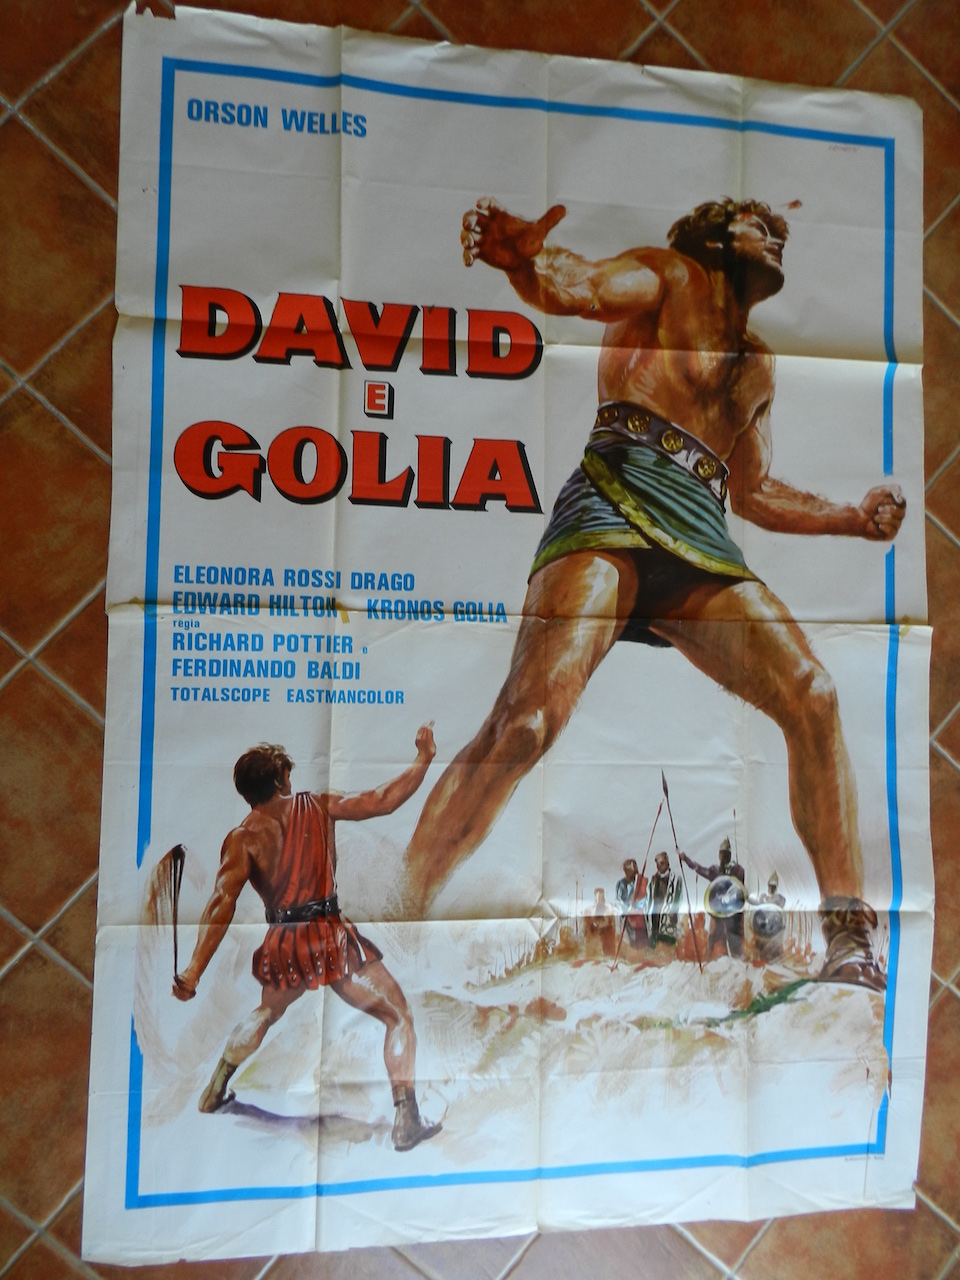 ORSON WELLES
DAVID
E
GOLIA
ELEONORA ROSSI DRAGO
EDWARD HILTON KRONOS GOLIA
regia
RICHARD POTTIER e
FERDINANDO BALDI
TOTALSCOPE EASTMANCOLOR